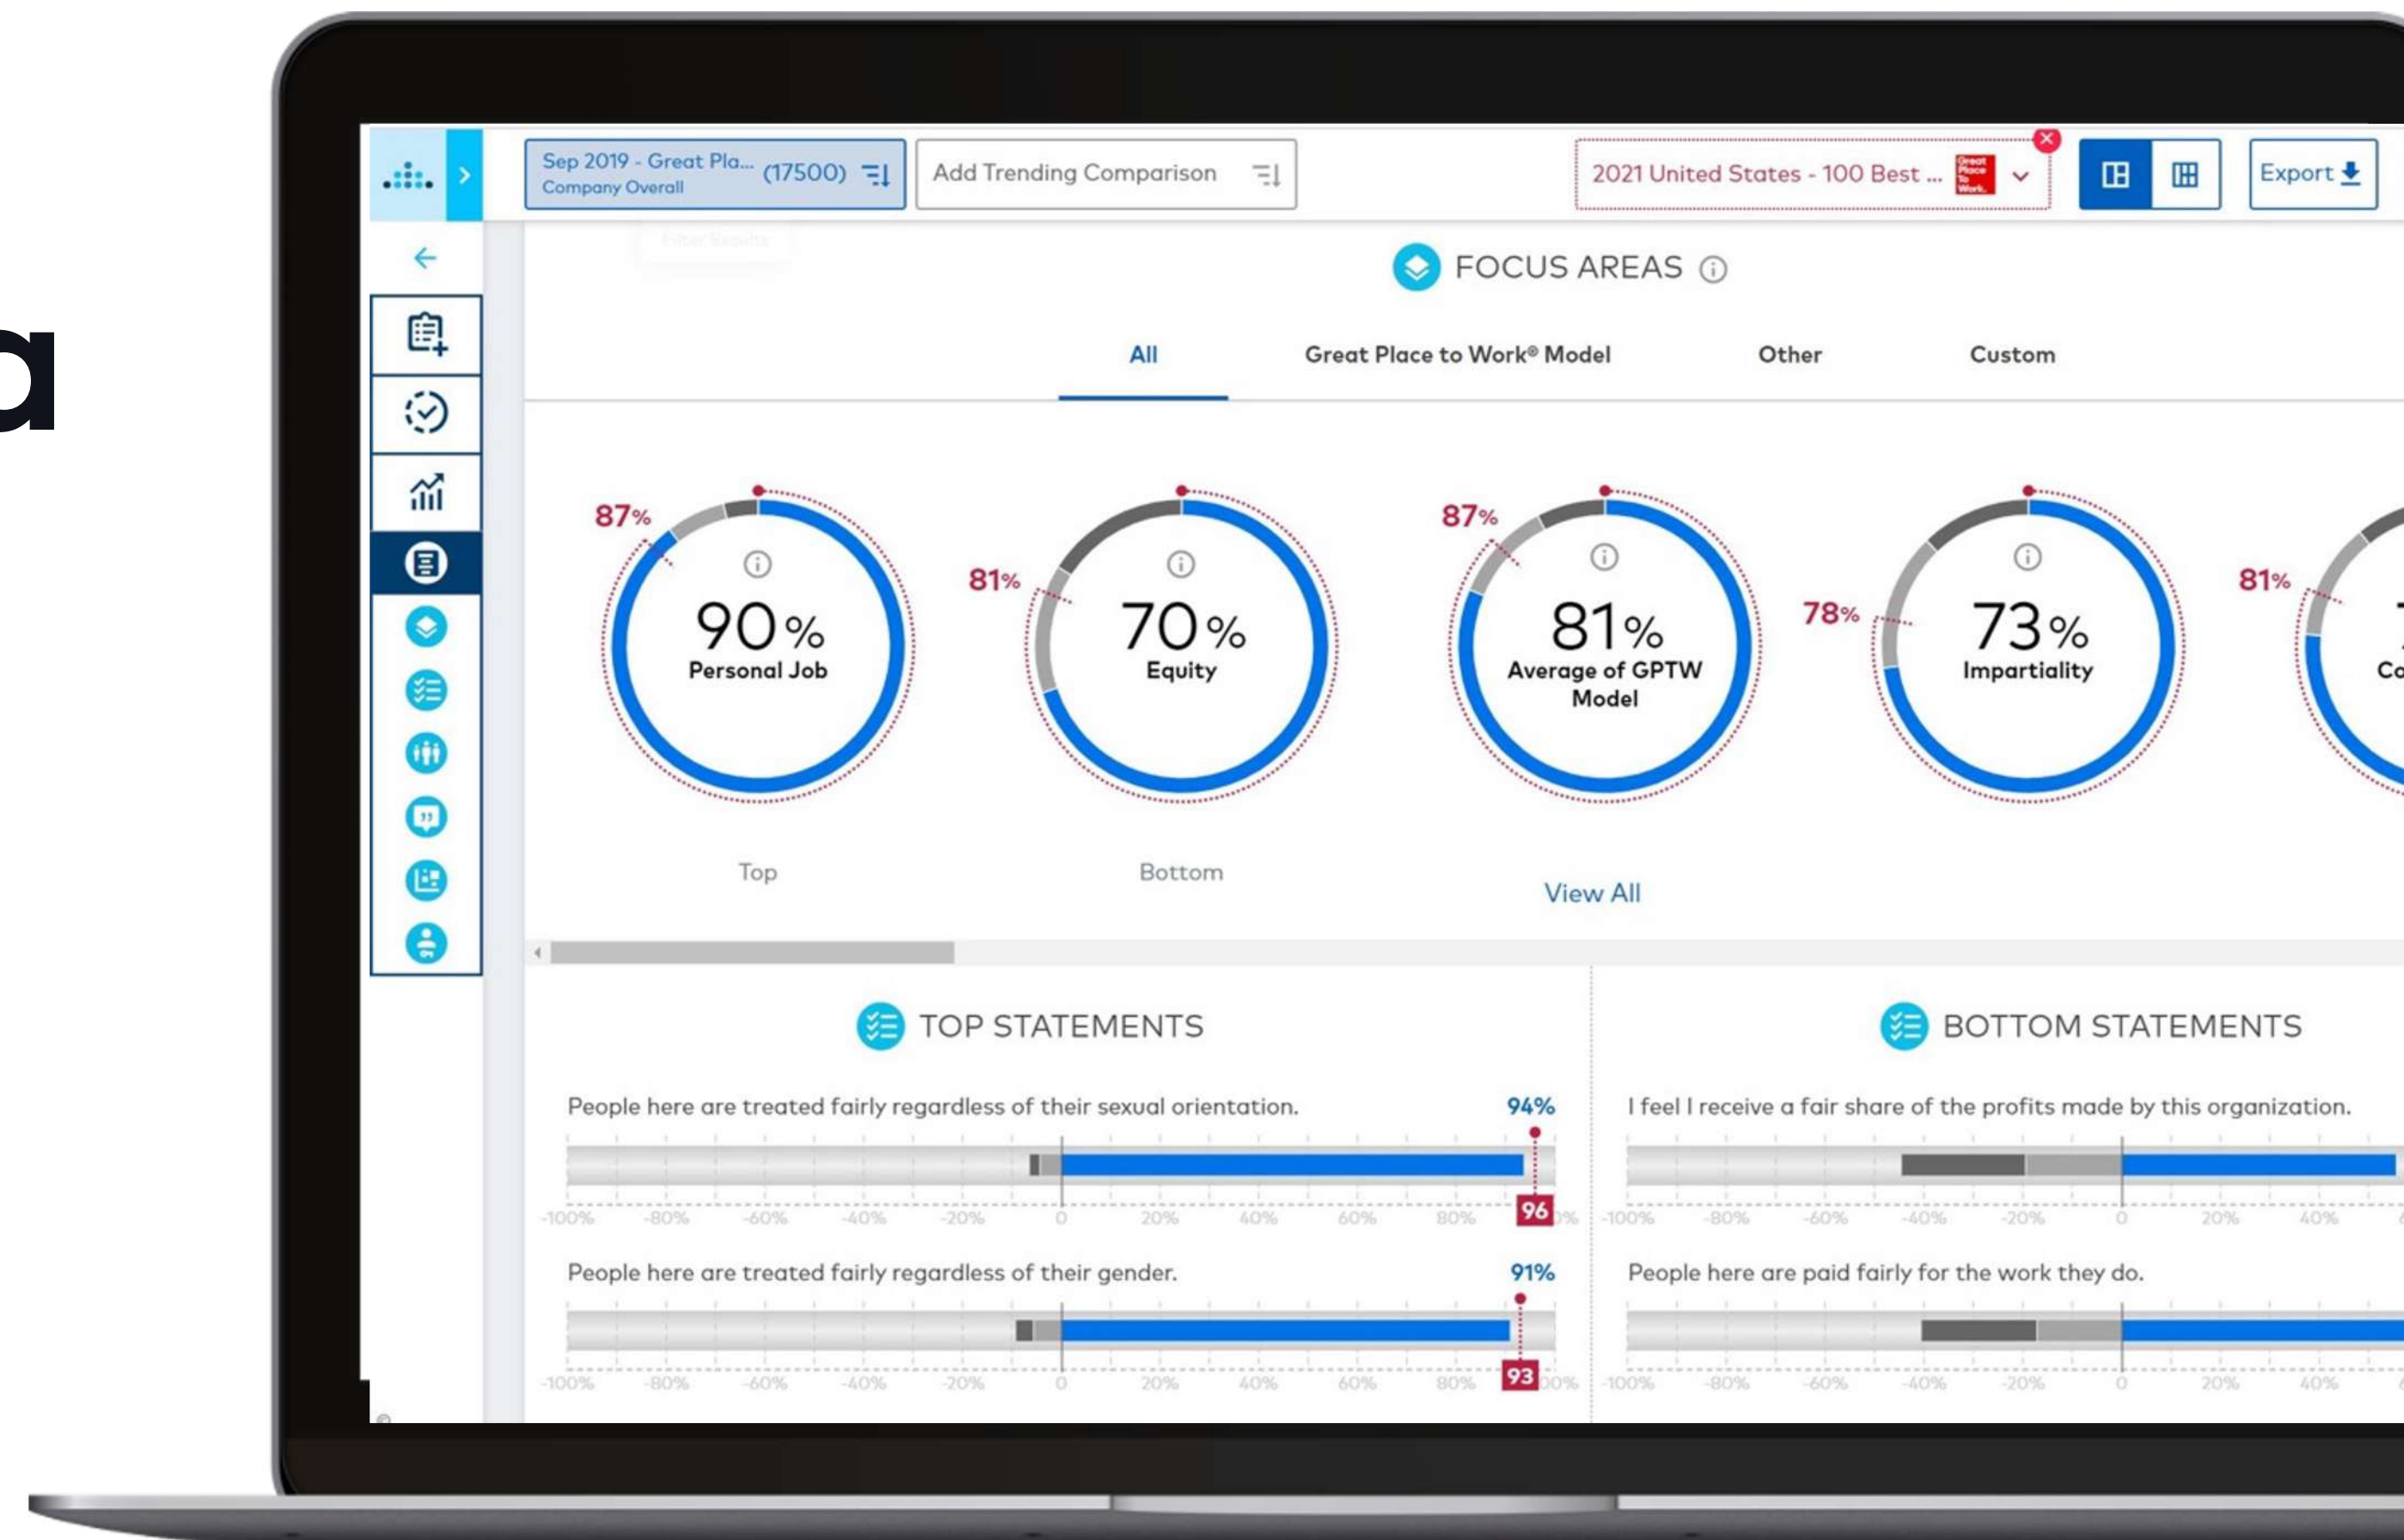 a
Sep 2019 - Great Pla... (17500)
Company Overall
Add Trending Comparison
2021 United States - 100 Best ...
Great
Place
To
Work.
Export
Filter Results
FOCUS AREAS
All
Great Place to Work® Model
Other
Custom
87%
90%
Personal Job
81%
70%
Equity
87%
81%
Average of GPTW
Model
78%
73%
Impartiality
81%
Top
Bottom
View All
TOP STATEMENTS
People here are treated fairly regardless of their sexual orientation. 94%
96
-100% -80% -60% -40% -20% 0 20% 40% 60% 80%
People here are treated fairly regardless of their gender. 91%
93
-100% -80% -60% -40% -20% 0 20% 40% 60% 80%
BOTTOM STATEMENTS
I feel I receive a fair share of the profits made by this organization.
-100% -80% -60% -40% -20% 0 20% 40%
People here are paid fairly for the work they do.
-100% -80% -60% -40% -20% 0 20% 40%
©